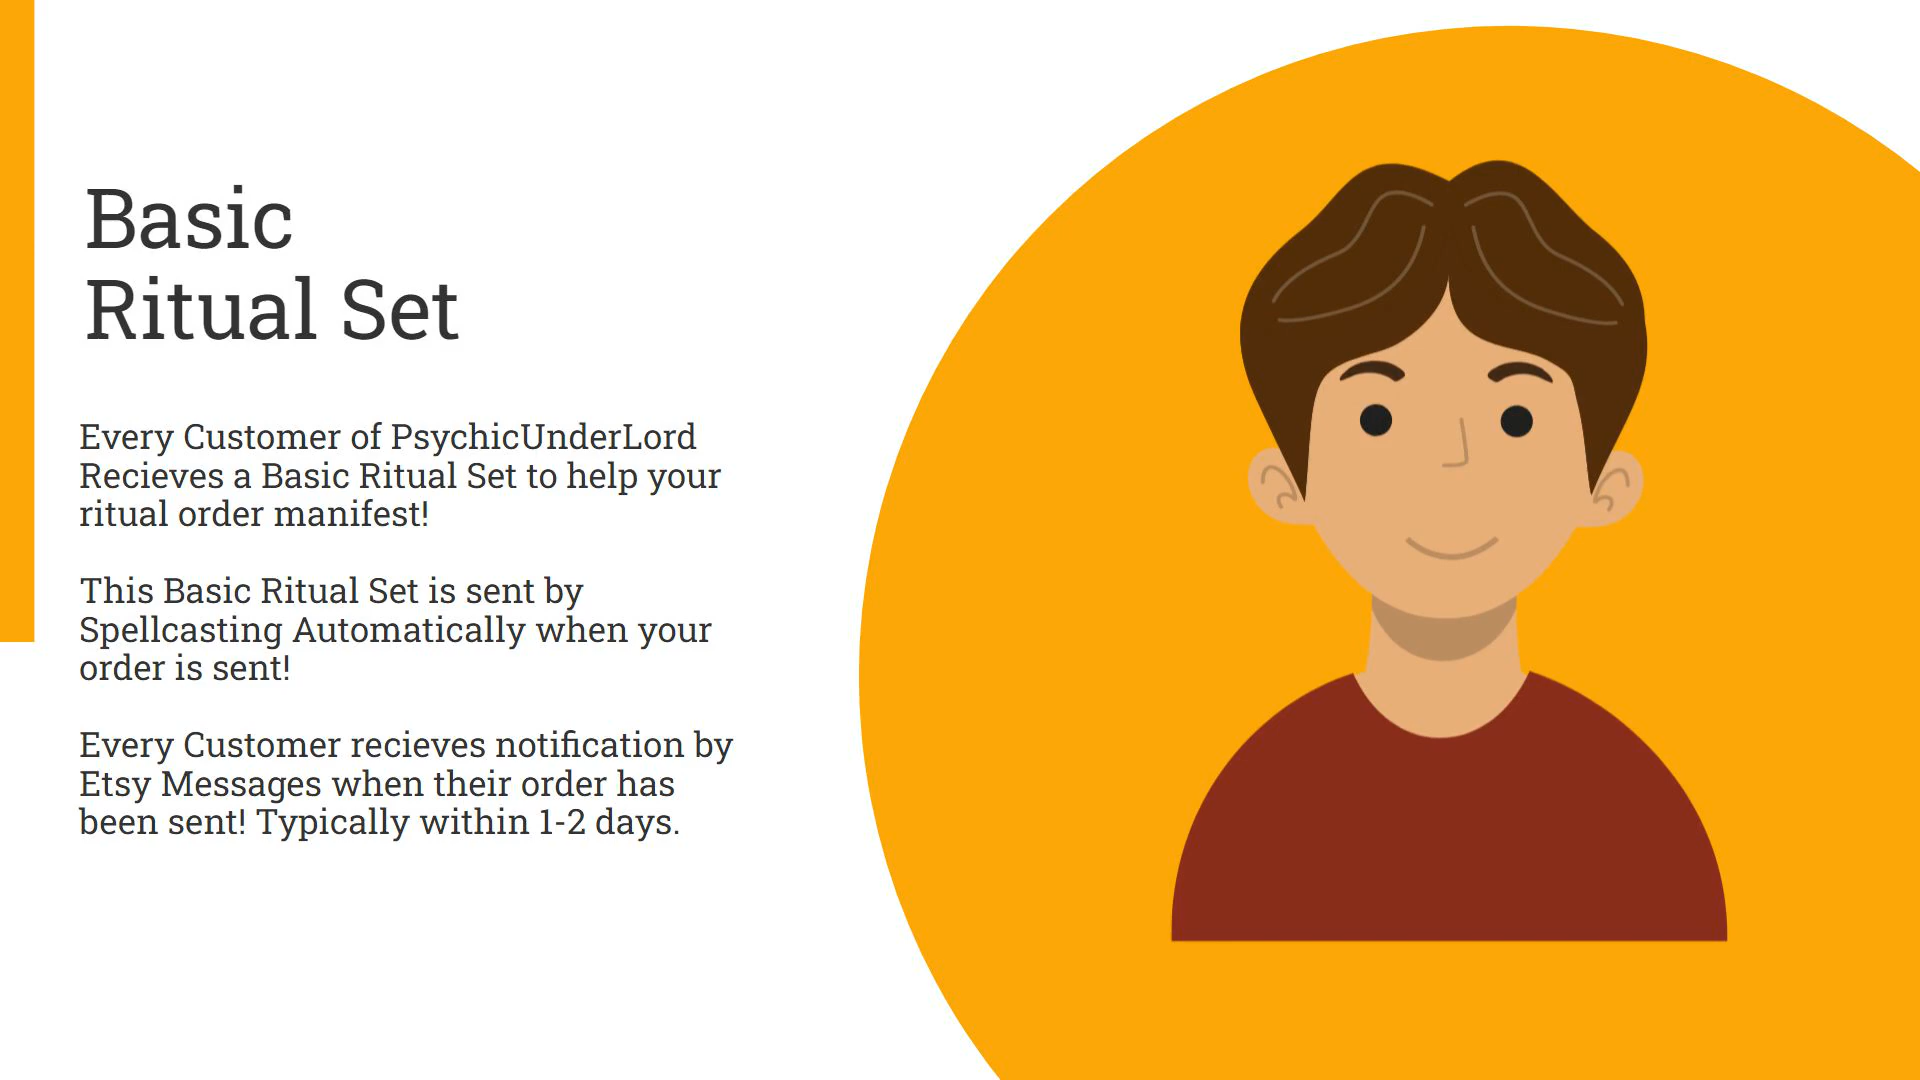 Basic
Ritual Set
Every Customer of PsychicUnderLord
Recieves a Basic Ritual Set to help your
ritual order manifest!
This Basic Ritual Set is sent by
Spellcasting Automatically when your
order is sent!
Every Customer recieves notification by
Etsy Messages when their order has
been sent! Typically within 1-2 days.